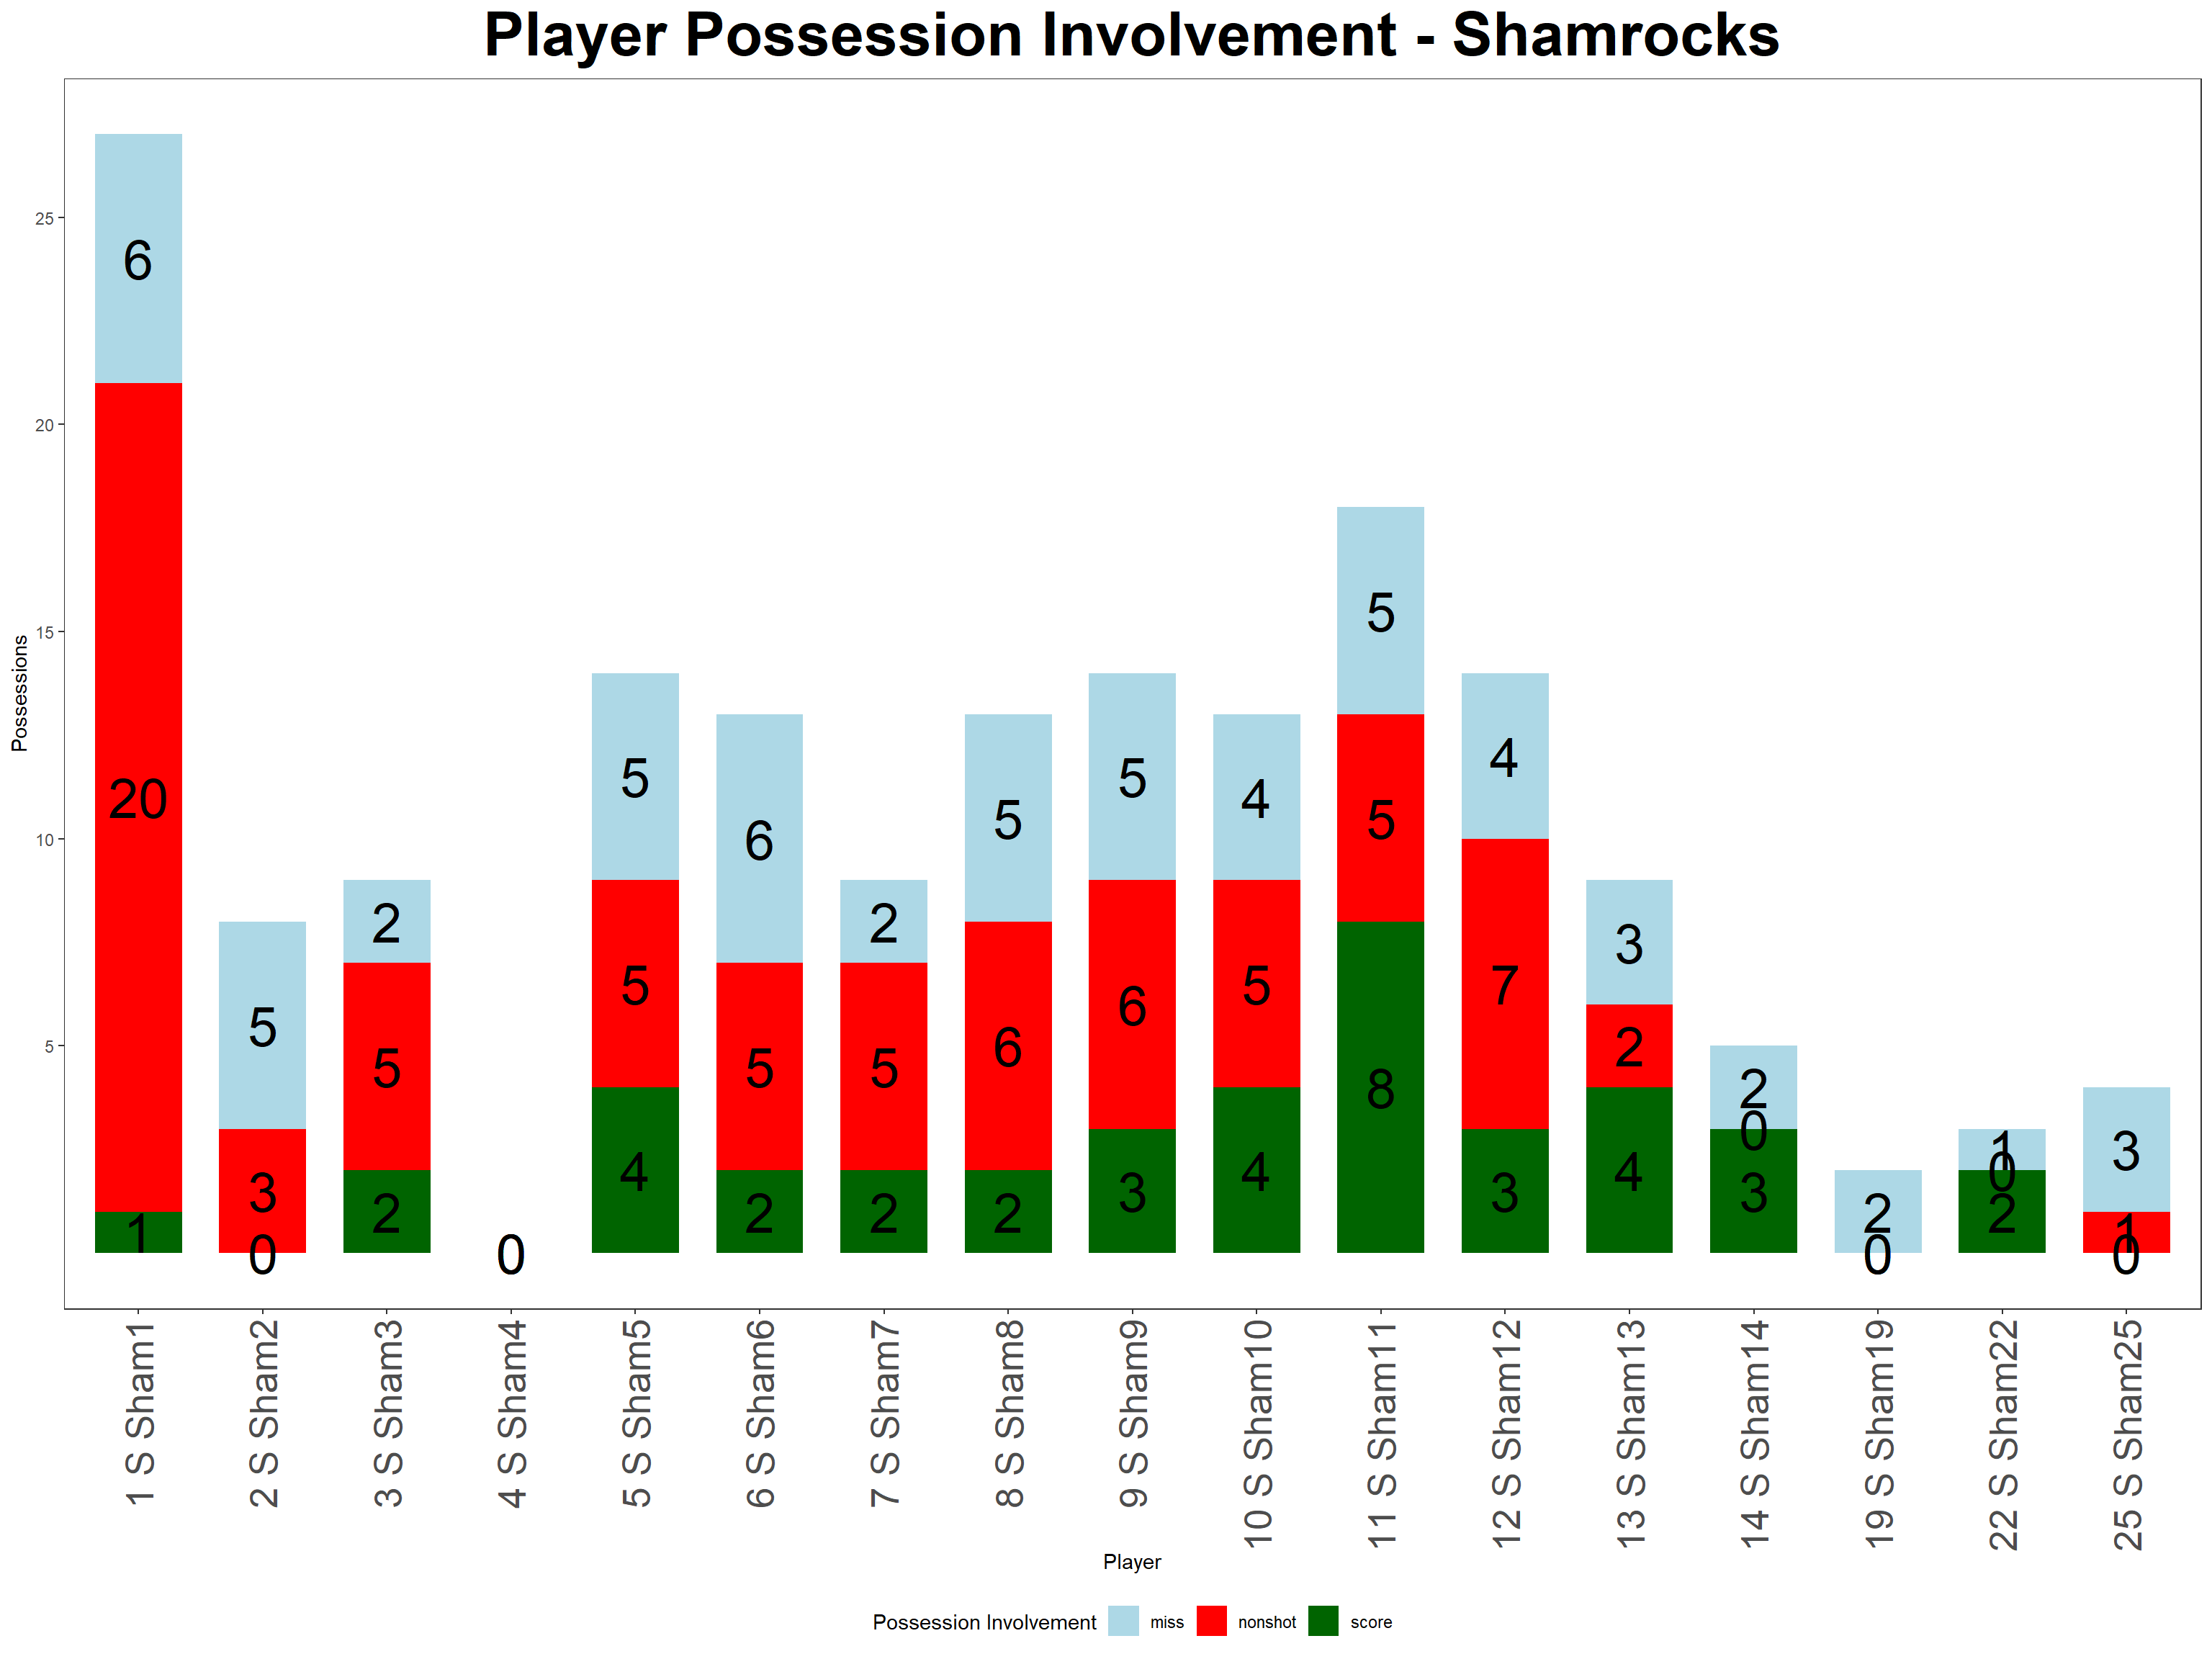 Player Possession Involvement - Shamrocks
Possessions
25
20
15
10
5
6
20
1
5
3
0
2
5
2
0
5
5
4
6
5
2
2
5
2
5
6
2
5
6
3
4
5
4
5
5
8
4
7
3
3
2
4
2
0
3
2
0
1
0
2
3
1
0
1 S Sham1
2 S Sham2
3 S Sham3
4 S Sham4
5 S Sham5
6 S Sham6
7 S Sham7
8 S Sham8
9 S Sham9
10 S Sham10
11 S Sham11
12 S Sham12
13 S Sham13
14 S Sham14
19 S Sham19
22 S Sham22
25 S Sham25
Player
Possession Involvement miss nonshot score